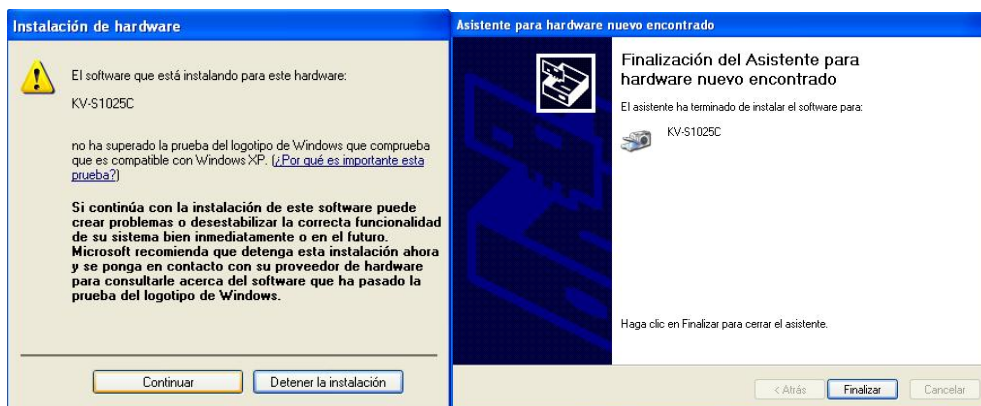 Instalación de hardware
El software que está instalando para este hardware:
KV-S1025C
no ha superado la prueba del logotipo de Windows que comprueba
que es compatible con Windows XP. (¿Por qué es importante esta
prueba?)
Si continúa con la instalación de este software puede
crear problemas o desestabilizar la correcta funcionalidad
de su sistema bien inmediatamente o en el futuro.
Microsoft recomienda que detenga esta instalación ahora
y se ponga en contacto con su proveedor de hardware
para consultarle acerca del software que ha pasado la
prueba del logotipo de Windows.
Continuar
Detener la instalación
Asistente para hardware nuevo encontrado
Finalización del Asistente para
hardware nuevo encontrado
El asistente ha terminado de instalar el software para:
KV-S1025C
Haga clic en Finalizar para cerrar el asistente.
< Atrás
Finalizar
Cancelar